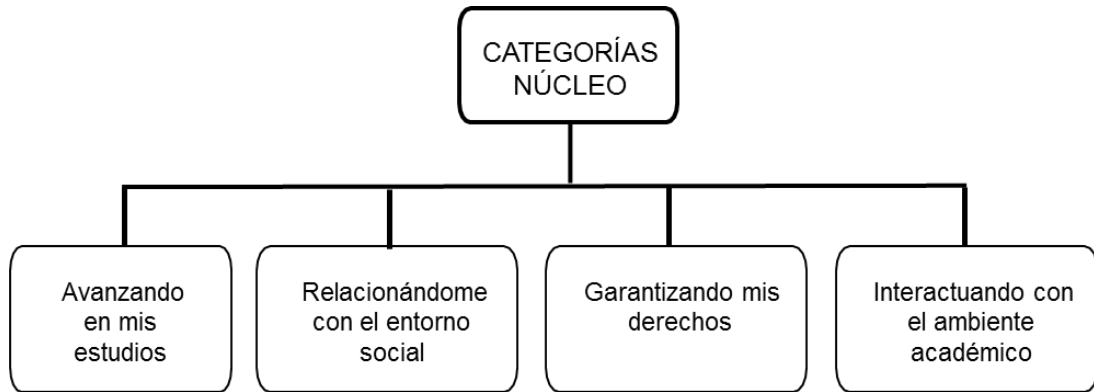 CATEGORÍAS
NÚCLEO
Avanzando
en mis
estudios
Relacionándome
con el entorno
social
Garantizando mis
derechos
Interactuando con
el ambiente
académico